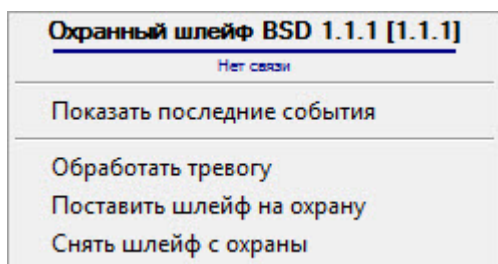 Охранный шлейф BSD 1.1.1 [1.1.1]
Нет связи
Показать последние события
Обработать тревогу
Поставить шлейф на охрану
Снять шлейф с охраны